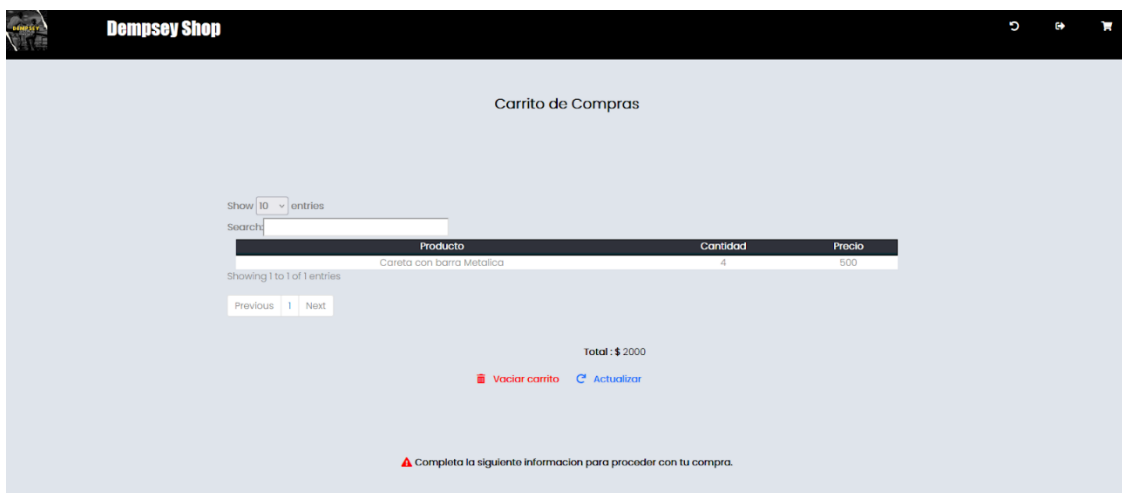 DEMPSEY
Dempsey Shop
Carrito de Compras
Show 10 entries
Search:
Producto Cantidad Precio
Careta con barra Metalica 4 500
Showing 1 to 1 of 1 entries
Previous 1 Next
Total : $ 2000
Vaciar carrito Actualizar
Completa la siguiente informacion para proceder con tu compra.